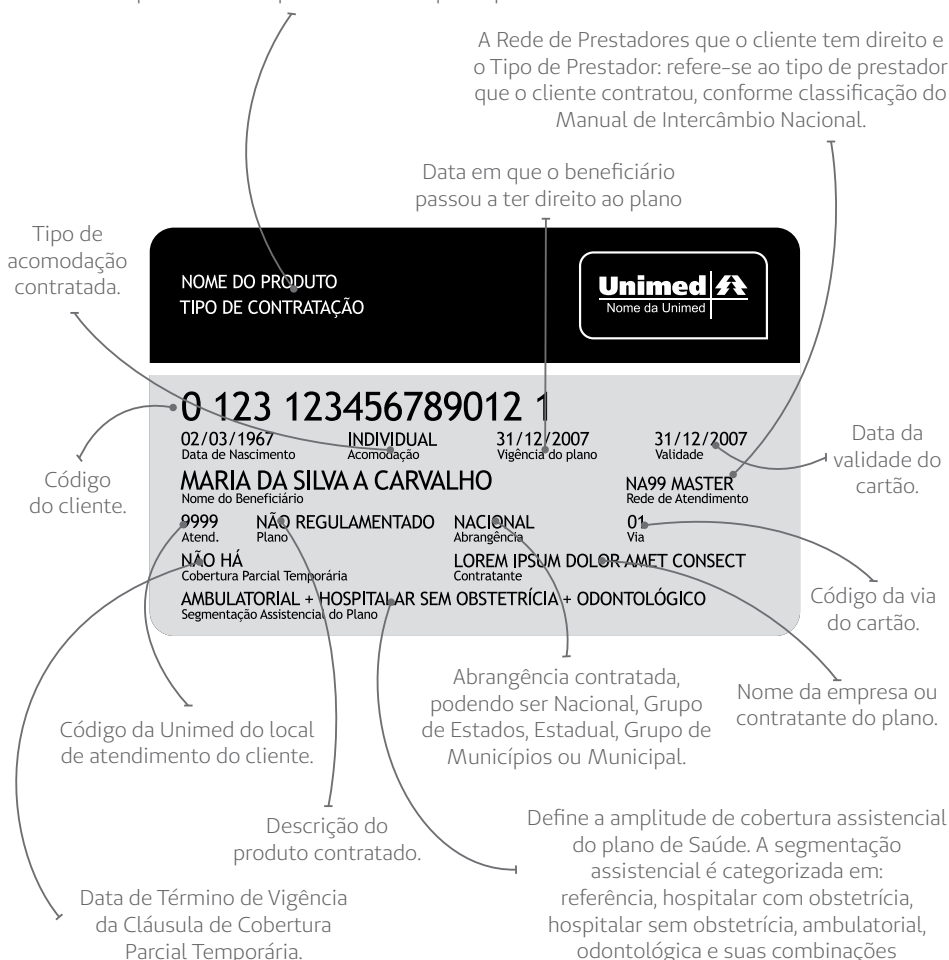 A Rede de Prestadores que o cliente tem direito e
o Tipo de Prestador: refere-se ao tipo de prestador
que o cliente contratou, conforme classificação do
Manual de Intercâmbio Nacional.
Data em que o beneficiário
passou a ter direito ao plano
Tipo de
acomodação
contratada.
NOME DO PRODUTO
TIPO DE CONTRATAÇÃO
Unimed
Nome da Unimed
0 123 123456789012 1
02/03/1967 INDIVIDUAL 31/12/2007 31/12/2007
Data de Nascimento Acomodação Vigência do plano Validade
MARIA DA SILVA A CARVALHO NA99 MASTER
Nome do Beneficiário Rede de Atendimento
9999 NÃO REGULAMENTADO NACIONAL 01
Atend. Plano Abrangência Via
NÃO HÁ LOREM IPSUM DOLOR AMET CONSECT
Cobertura Parcial Temporária Contratante
AMBULATORIAL + HOSPITALAR SEM OBSTETRÍCIA + ODONTOLÓGICO
Segmentação Assistencial do Plano
Código
do cliente.
Data da
validade do
cartão.
Código da via
do cartão.
Abrangência contratada,
podendo ser Nacional, Grupo
de Estados, Estadual, Grupo de
Municípios ou Municipal.
Nome da empresa ou
contratante do plano.
Código da Unimed do local
de atendimento do cliente.
Descrição do
produto contratado.
Define a amplitude de cobertura assistencial
do plano de Saúde. A segmentação
assistencial é categorizada em:
referência, hospitalar com obstetrícia,
hospitalar sem obstetrícia, ambulatorial,
odontológica e suas combinações
Data de Término de Vigência
da Cláusula de Cobertura
Parcial Temporária.